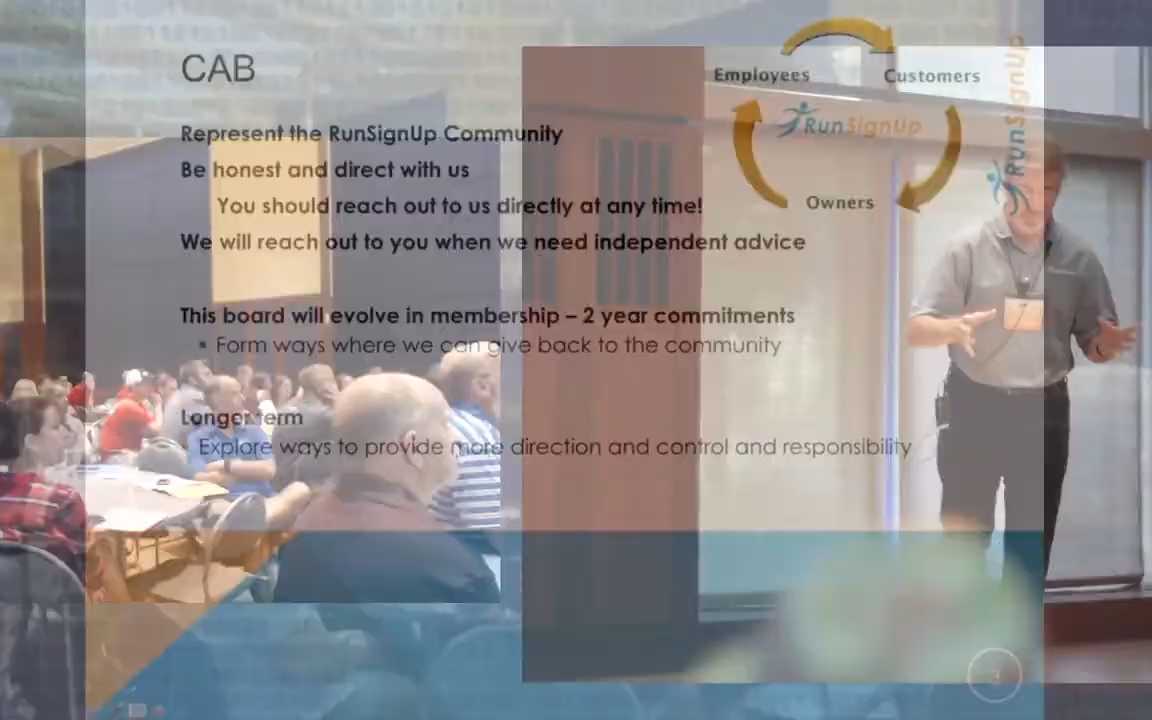 CAB
Employees
Customers
RunSignUp
Owners
RunSignUp
Represent the RunSignUp Community
Be honest and direct with us
You should reach out to us directly at any time!
We will reach out to you when we need independent advice
This board will evolve in membership – 2 year commitments
▪ Form ways where we can give back to the community
Longer term
Explore ways to provide more direction and control and responsibility
3